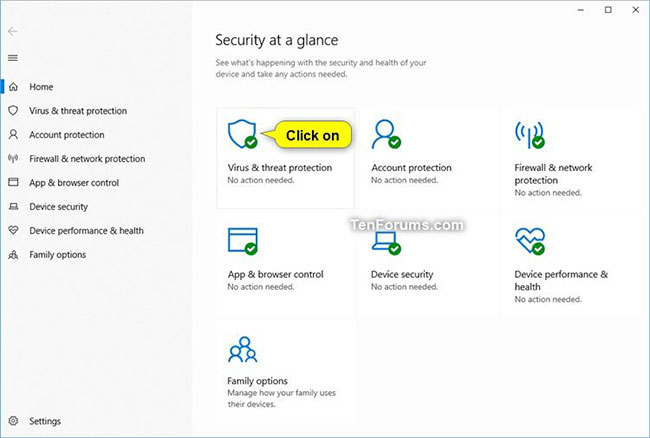 Home
Virus & threat protection
Account protection
Firewall & network protection
App & browser control
Device security
Device performance & health
Family options
Settings
Security at a glance
See what's happening with the security and health of your
device and take any actions needed.
Click on
Virus & threat protection
No action needed.
Account protection
No action needed.
Firewall & network
protection
No action needed.
TenForums.com
App & browser control
No action needed.
Device security
No action needed.
Device performance &
health
No action needed.
Family options
Manage how your family uses
their devices.